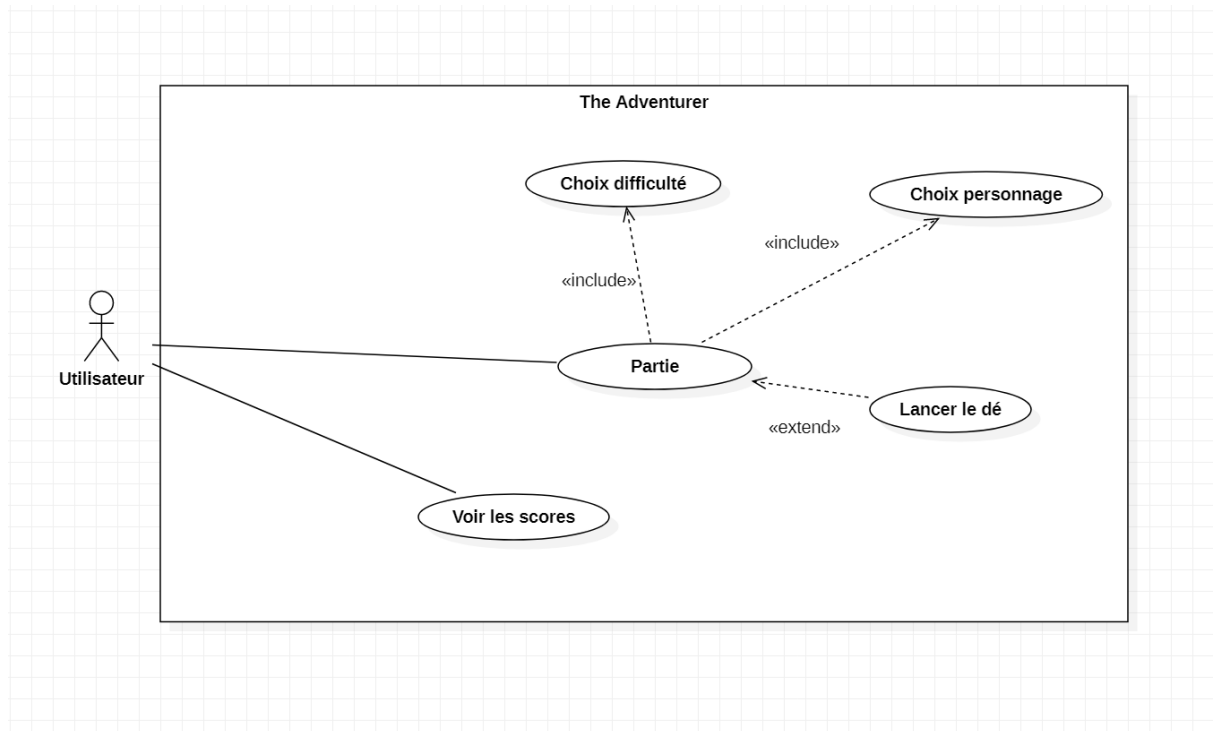 The Adventurer
Choix difficulté
Choix personnage
«include»
«include»
Utilisateur
Partie
Lancer le dé
«extend»
Voir les scores